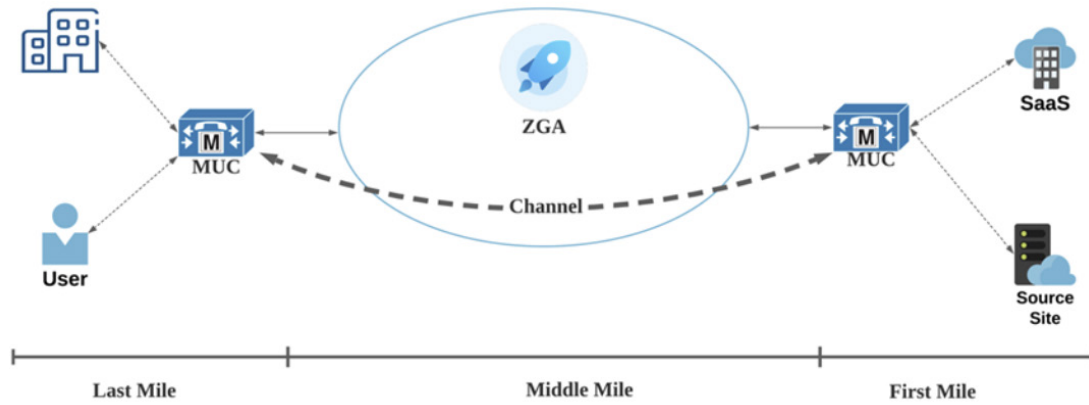 ZGA
SaaS
M
MUC
M
MUC
Channel
User
Source
Site
Last Mile
Middle Mile
First Mile